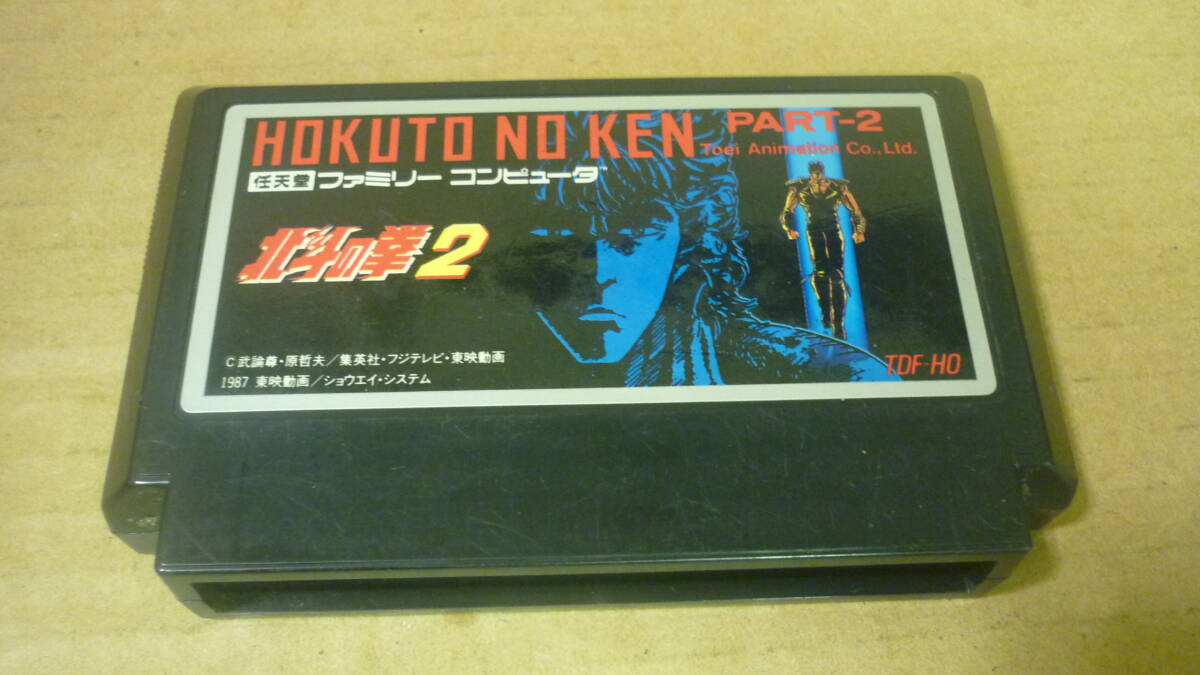 HOKUTO NO KEN PART-2
Toei Animation Co., Ltd.
任天堂 ファミリー コンピュータ™
北斗の拳2
C武論尊・原哲夫/集英社・フジテレビ・東映動画
1987 東映動画/ショウエイ・システム
TDF-HO